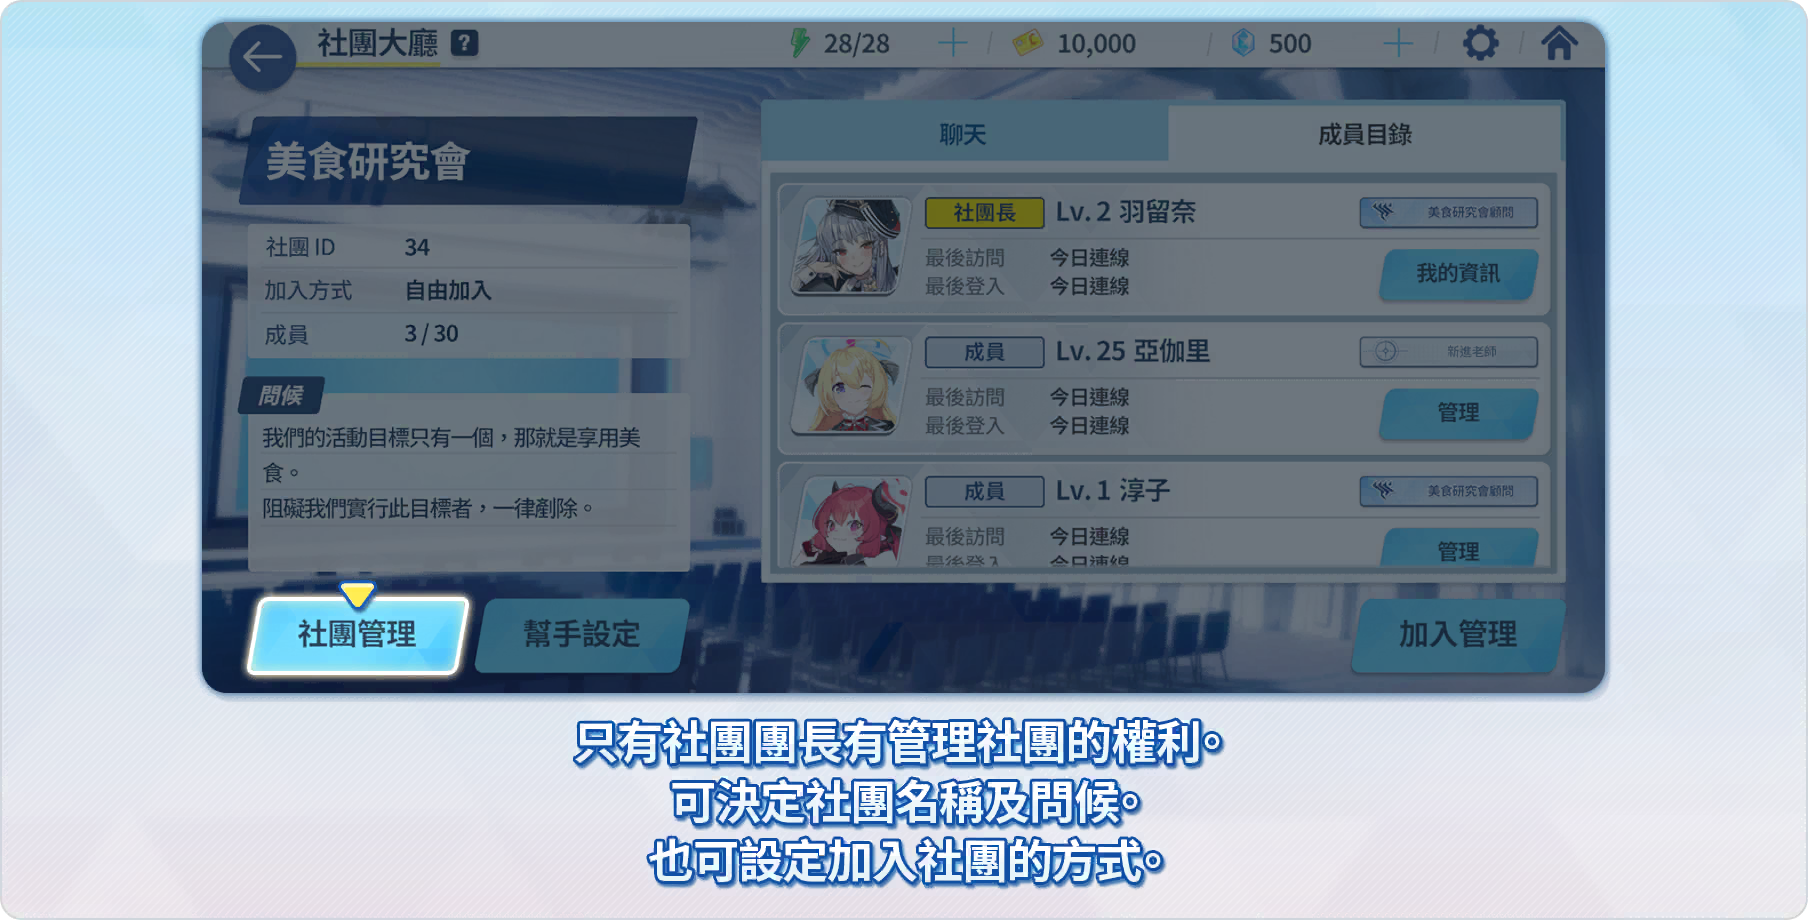 社團大廳 ?
28/28
10,000
500
美食研究會
社團 ID 34
加入方式 自由加入
成員 3 / 30
問候
我們的活動目標只有一個，那就是享用美
食。
阻礙我們實行此目標者，一律剷除。
社團管理
幫手設定
聊天
成員目錄
社團長 Lv. 2 羽留奈
美食研究會顧問
最後訪問 今日連線
最後登入 今日連線
我的資訊
成員 Lv. 25 亞伽里
新進老師
最後訪問 今日連線
最後登入 今日連線
管理
成員 Lv. 1 淳子
美食研究會顧問
最後訪問 今日連線
最後登入 今日連線
管理
加入管理
只有社團團長有管理社團的權利。
可決定社團名稱及問候。
也可設定加入社團的方式。